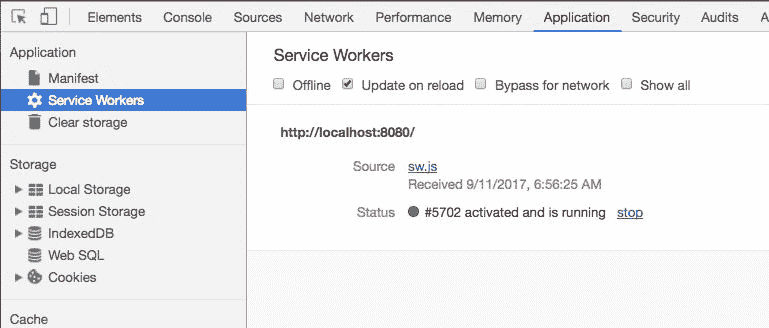 Elements Console Sources Network Performance Memory Application Security Audits A
Application
Manifest
Service Workers
Clear storage
Storage
Local Storage
Session Storage
IndexedDB
Web SQL
Cookies
Cache
Service Workers
Offline Update on reload Bypass for network Show all
http://localhost:8080/
Source sw.js
Received 9/11/2017, 6:56:25 AM
Status #5702 activated and is running stop